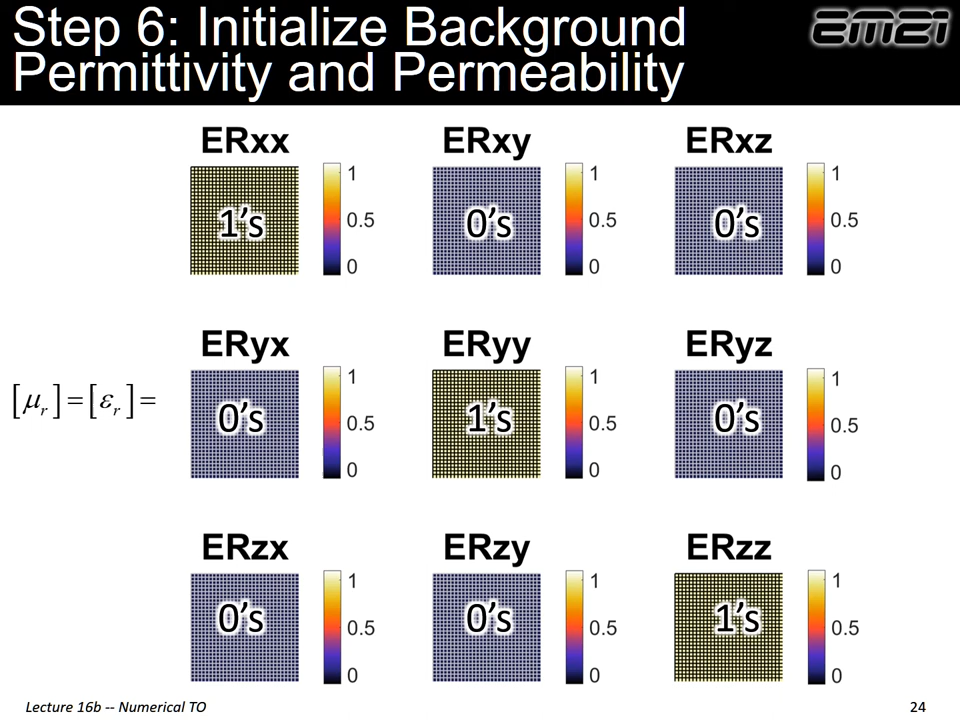 Step 6: Initialize Background
Permittivity and Permeability
EM21
ERxx
ERxy
ERxz
1's
0's
0's
1
0.5
0
1
0.5
0
1
0.5
0
ERyx
ERyy
ERyz
[μr] = [εr] =
0's
1's
0's
1
0.5
0
1
0.5
0
1
0.5
0
ERzx
ERzy
ERzz
0's
0's
1's
1
0.5
0
1
0.5
0
1
0.5
0
Lecture 16b -- Numerical TO
24